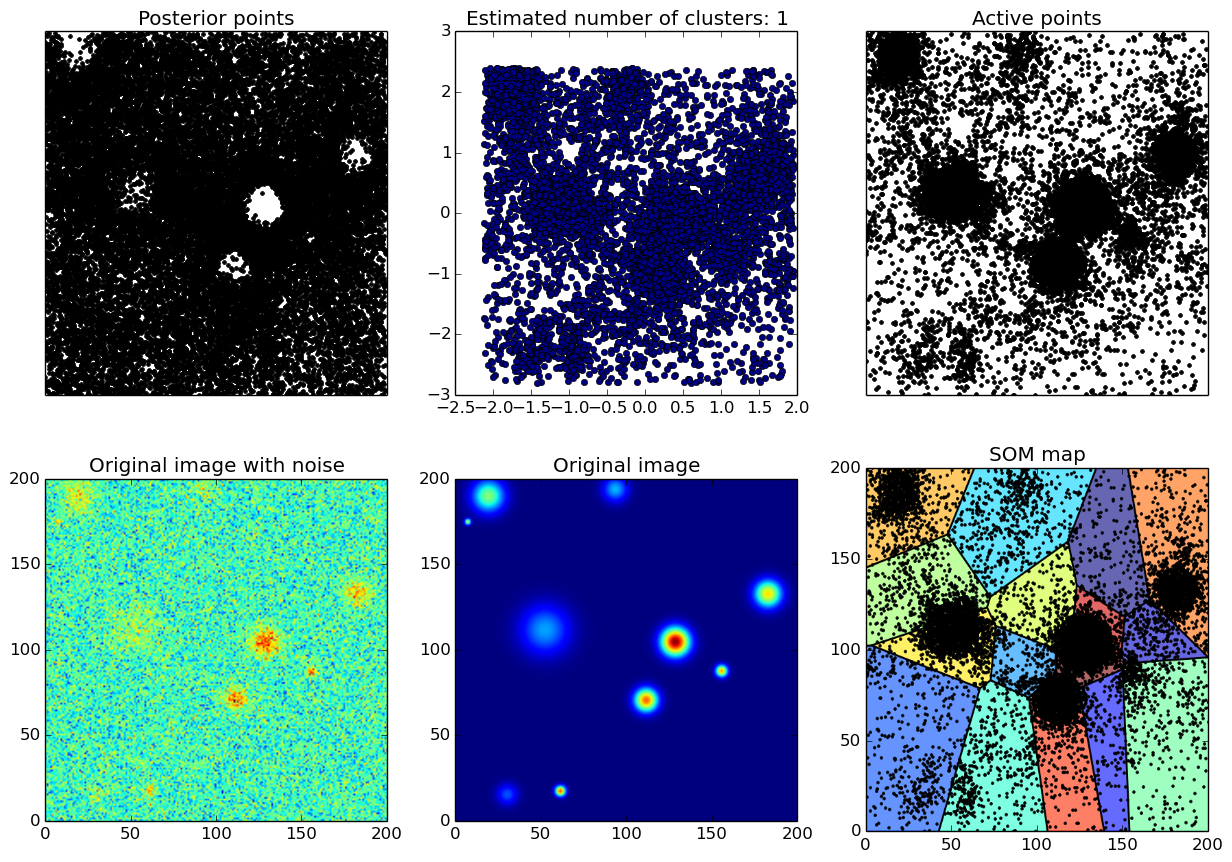 Posterior points
Estimated number of clusters: 1
Active points
3
2
1
0
−1
−2
−3
−2.5 −2.0 −1.5 −1.0 −0.5 0.0 0.5 1.0 1.5 2.0
Original image with noise
Original image
SOM map
200
150
100
50
0
0 50 100 150 200
200
150
100
50
0
0 50 100 150 200
200
150
100
50
0
0 50 100 150 200